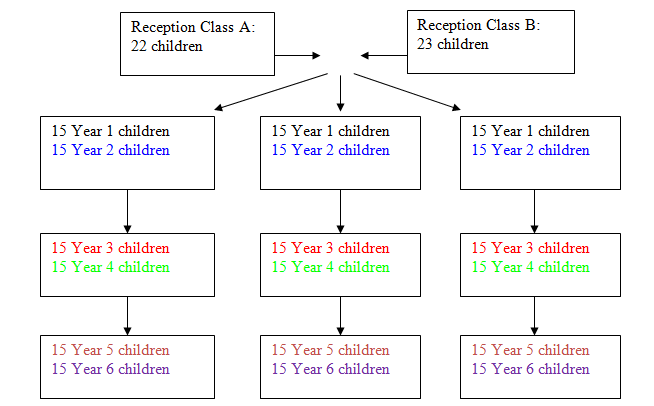 Reception Class A:
22 children
Reception Class B:
23 children
15 Year 1 children
15 Year 2 children
15 Year 1 children
15 Year 2 children
15 Year 1 children
15 Year 2 children
15 Year 3 children
15 Year 4 children
15 Year 3 children
15 Year 4 children
15 Year 3 children
15 Year 4 children
15 Year 5 children
15 Year 6 children
15 Year 5 children
15 Year 6 children
15 Year 5 children
15 Year 6 children